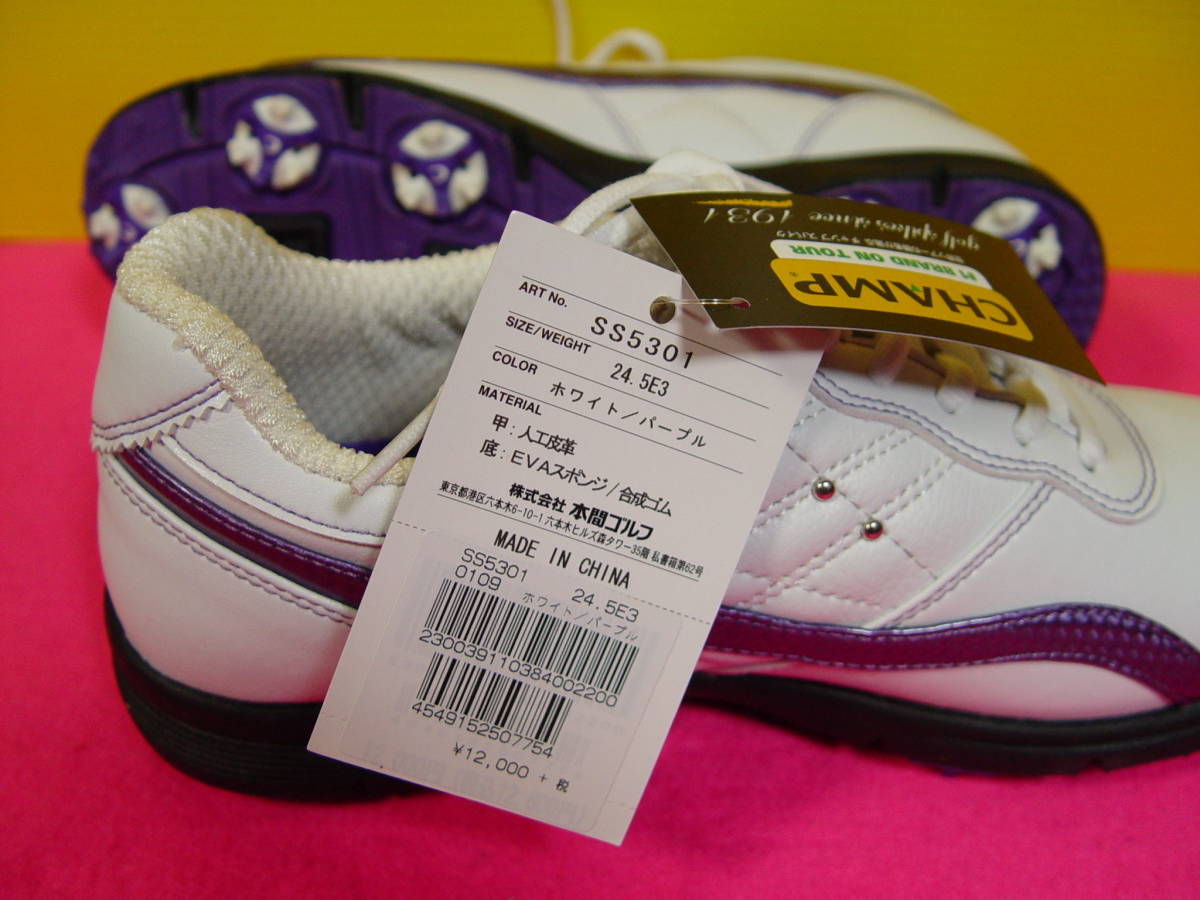 ART No. SS5301
SIZE/WEIGHT 24.5E3
COLOR ホワイト/パープル
MATERIAL
甲:人工皮革
底:EVAスポンジ/合成ゴム
株式会社 本間ゴルフ
東京都港区六本木6-10-1 六本木ヒルズ森タワー35階 私書箱第62号
MADE IN CHINA
SS5301 24.5E3
0109 ホワイト/パープル
2300391103840022００
4549152507754
¥12,000 + 税
CHAMP®
#1 BRAND ON TOUR
golf spikes since 1931